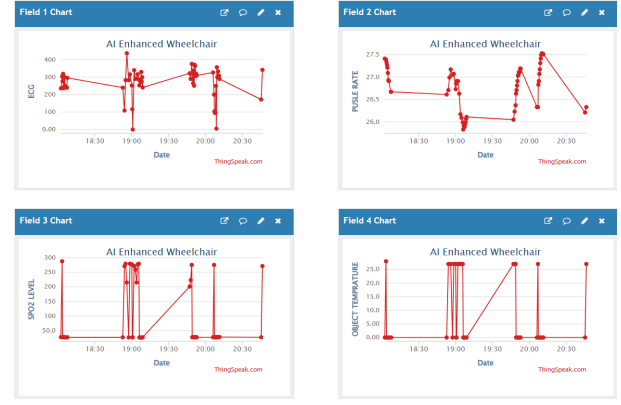 Field 1 Chart
AI Enhanced Wheelchair
ECG
400
300
200
100
0.00
18:30 19:00 19:30 20:00 20:30
Date
ThingSpeak.com
Field 2 Chart
AI Enhanced Wheelchair
PUSLE RATE
27.5
27.0
26.5
26.0
18:30 19:00 19:30 20:00 20:30
Date
ThingSpeak.com
Field 3 Chart
AI Enhanced Wheelchair
SPO2 LEVEL
300
250
200
150
100
50.0
18:30 19:00 19:30 20:00 20:30
Date
ThingSpeak.com
Field 4 Chart
AI Enhanced Wheelchair
OBJECT TEMPRATURE
25.0
20.0
15.0
10.0
5.00
0.00
18:30 19:00 19:30 20:00 20:30
Date
ThingSpeak.com